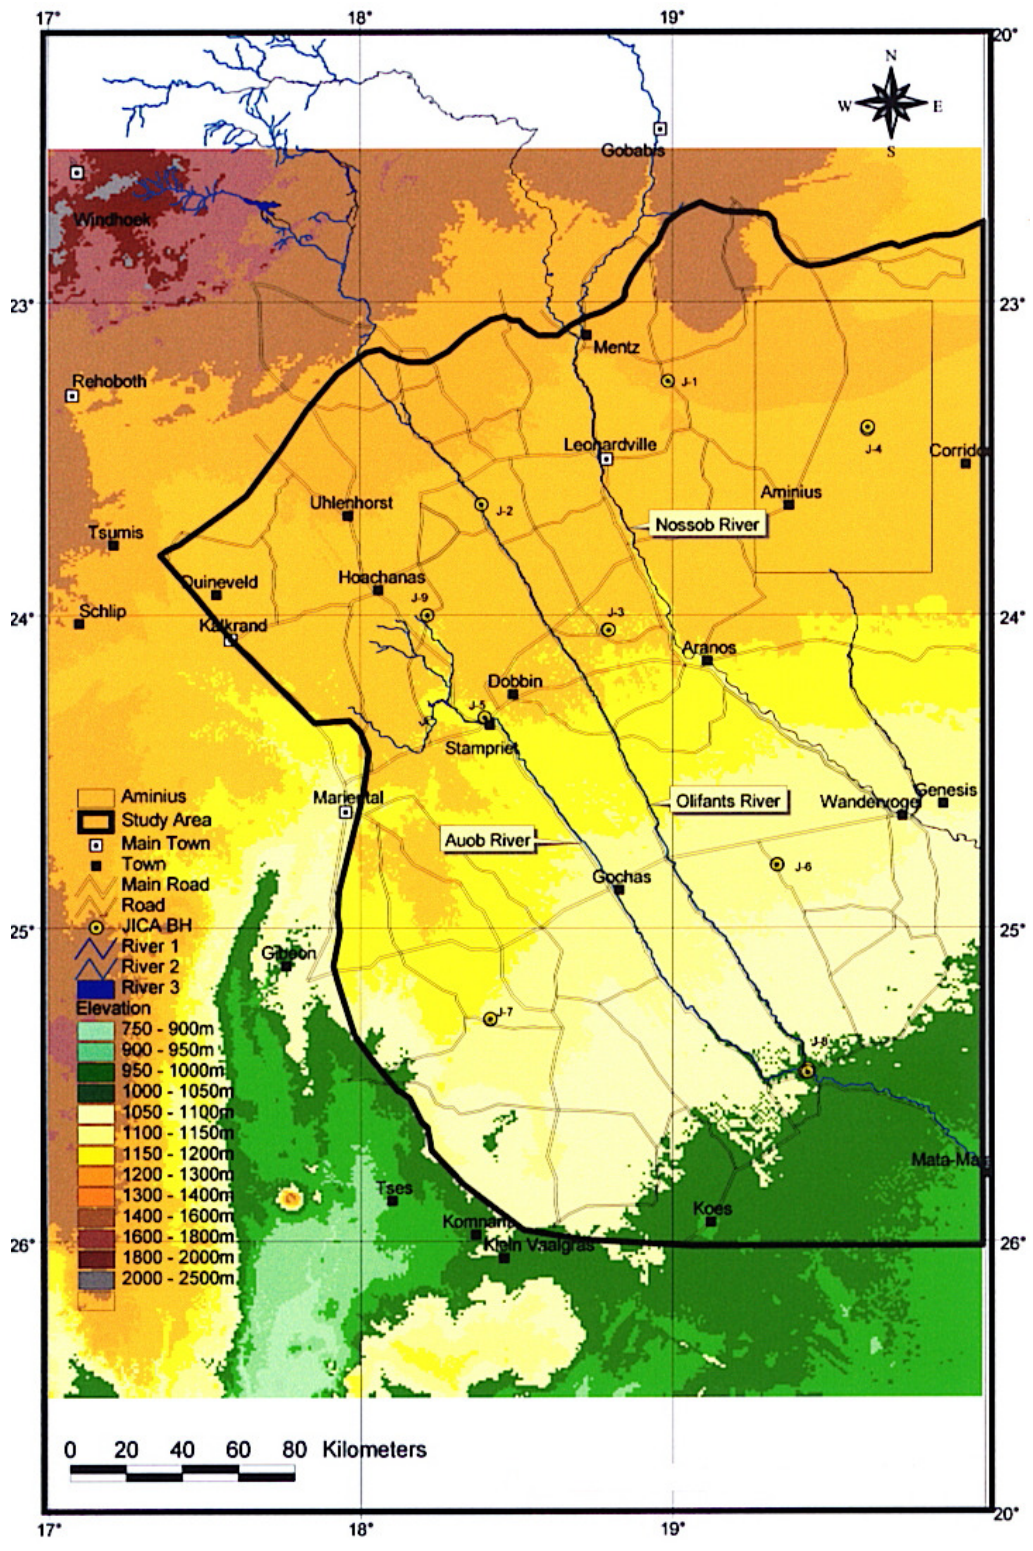 17° 18° 19°
20°
N
W E
S
Gobabis
Windhoek
23° 23°
Mentz
Rehoboth
J-1
Leonardville
J-4
Corrido
Aminius
Uhlenhorst
J-2
Nossob River
Tsumis
Hoachanas
Duineveld
J-9
J-3
Schlip
24° 24°
Kalkrand
Aranos
Dobbin
J-5
Stampriet
Genesis
Wandervogel
Mariental
Olifants River
Auob River
J-6
Gochas
25° 25°
Gibeon
J-7
J-8
Mata-Ma
Tses
Koes
Komnarib
Klein Vaalgras
26° 26°
Aminius
Study Area
Main Town
Town
Main Road
Road
JICA BH
River 1
River 2
River 3
Elevation
750 - 900m
900 - 950m
950 - 1000m
1000 - 1050m
1050 - 1100m
1100 - 1150m
1150 - 1200m
1200 - 1300m
1300 - 1400m
1400 - 1600m
1600 - 1800m
1800 - 2000m
2000 - 2500m
0 20 40 60 80 Kilometers
20°
17° 18° 19°